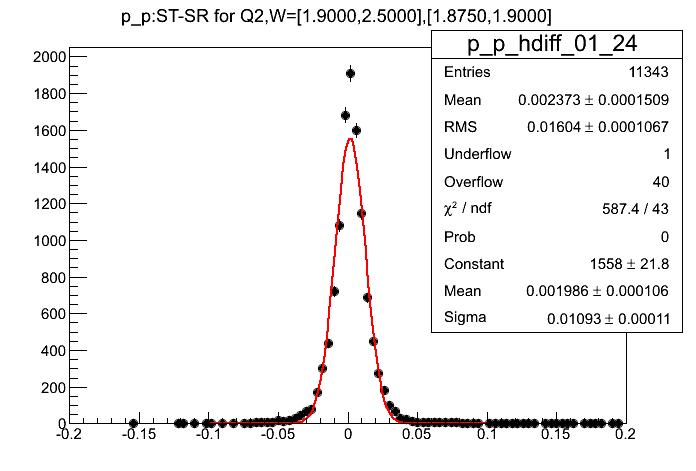 p_p:ST-SR for Q2,W=[1.9000,2.5000],[1.8750,1.9000]
p_p_hdiff_01_24
Entries 11343
Mean 0.002373 ± 0.0001509
RMS 0.01604 ± 0.0001067
Underflow 1
Overflow 40
χ² / ndf 587.4 / 43
Prob 0
Constant 1558 ± 21.8
Mean 0.001986 ± 0.000106
Sigma 0.01093 ± 0.00011
2000
1800
1600
1400
1200
1000
800
600
400
200
0
-0.2 -0.15 -0.1 -0.05 0 0.05 0.1 0.15 0.2